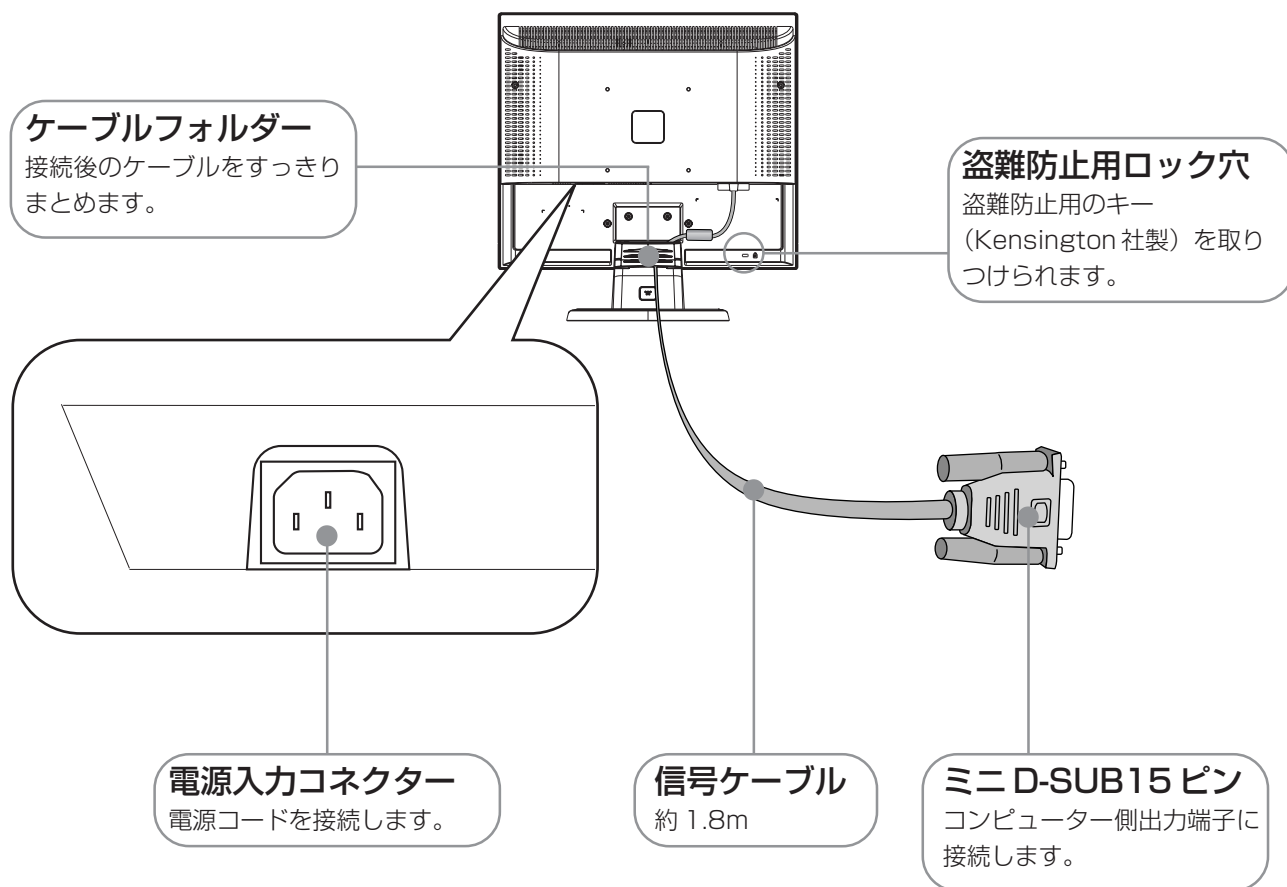 ケーブルフォルダー
接続後のケーブルをすっきり
まとめます。
盗難防止用ロック穴
盗難防止用のキー
（Kensington 社製）を取り
つけられます。
電源入力コネクター
電源コードを接続します。
信号ケーブル
約 1.8m
ミニ D-SUB15 ピン
コンピューター側出力端子に
接続します。